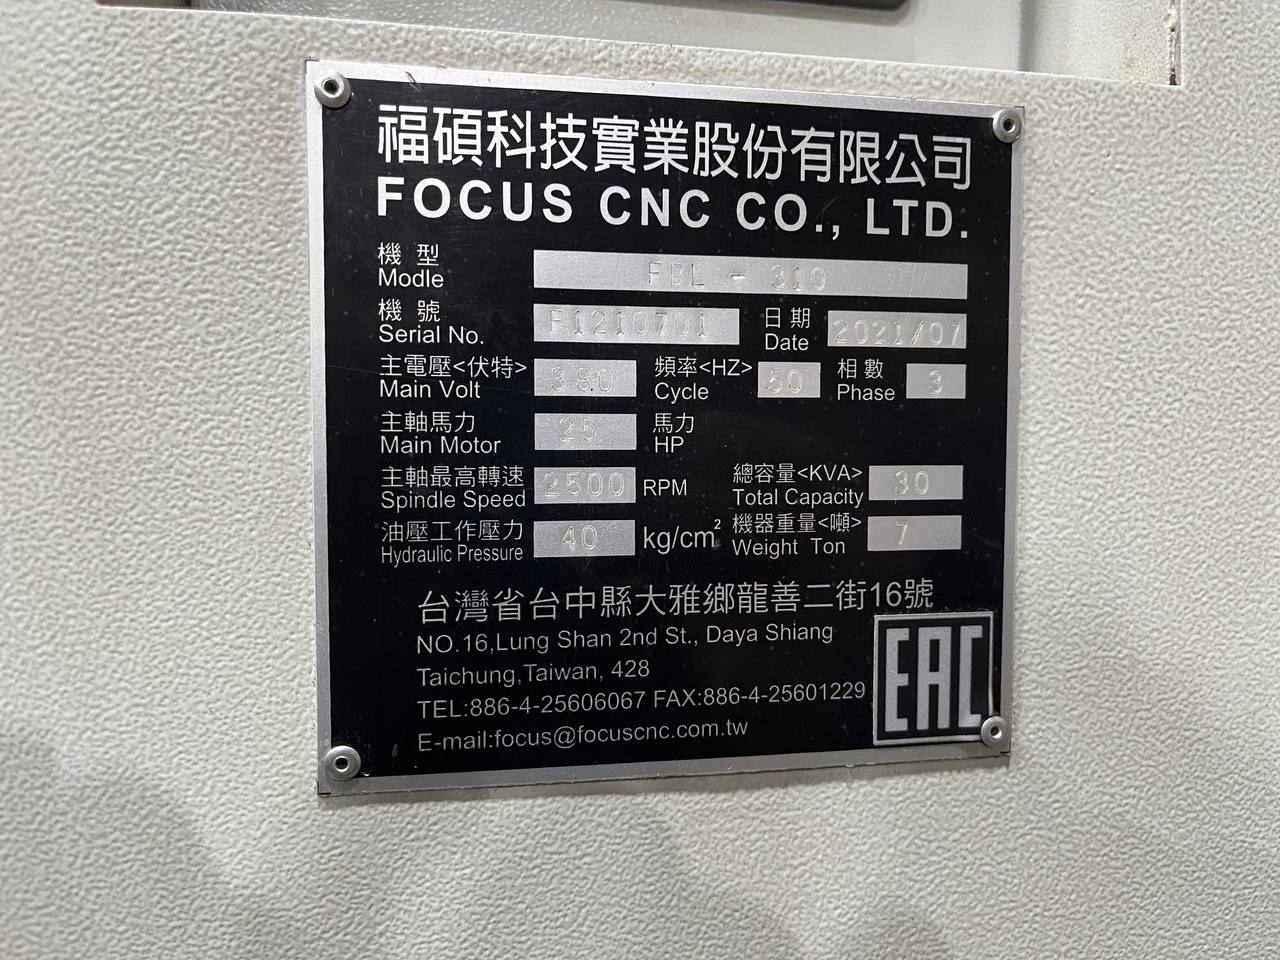 福碩科技實業股份有限公司
FOCUS CNC CO., LTD.
機型
Modle FBL - 310
機號
Serial No. F1210701 日期 Date 2021/07
主電壓<伏特> 頻率<HZ> 相數
Main Volt 380 Cycle 50 Phase 3
主軸馬力 馬力
Main Motor 25 HP
主軸最高轉速 總容量<KVA>
Spindle Speed 2500 RPM Total Capacity 30
油壓工作壓力 機器重量<噸>
Hydraulic Pressure 40 kg/cm² Weight Ton 7
台灣省台中縣大雅鄉龍善二街16號
NO.16,Lung Shan 2nd St., Daya Shiang
Taichung,Taiwan, 428
TEL:886-4-25606067 FAX:886-4-25601229
E-mail:focus@focuscnc.com.tw
EAC